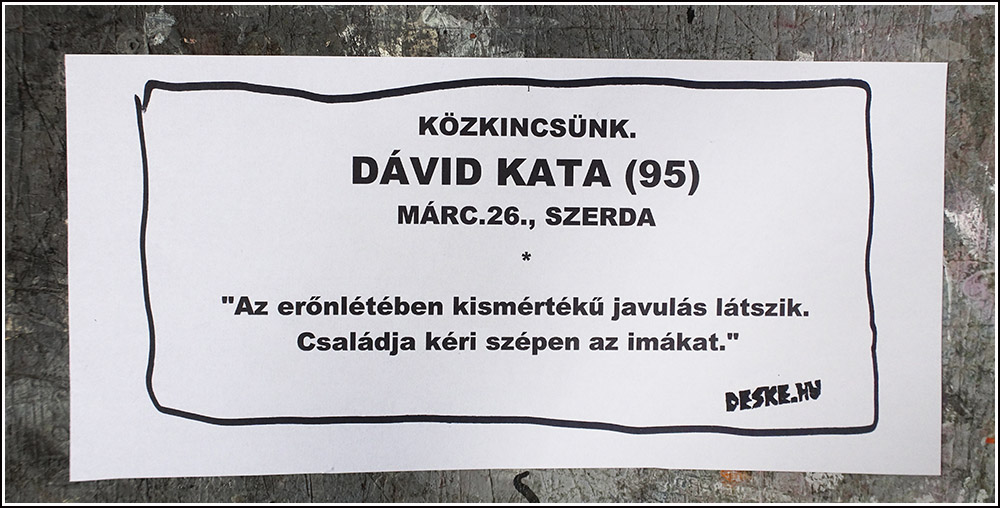 KÖZKINCSÜNK.
DÁVID KATA (95)
MÁRC.26., SZERDA
*
"Az erőnlétében kismértékű javulás látszik.
Családja kéri szépen az imákat."
DESKE.HU